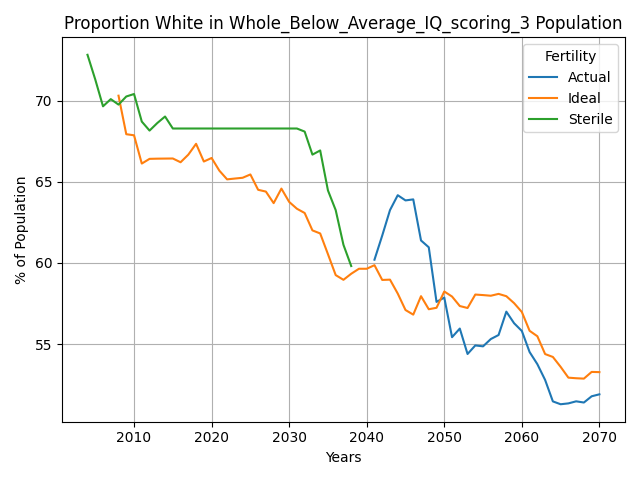 Proportion White in Whole_Below_Average_IQ_scoring_3 Population
Fertility
Actual
Ideal
Sterile
% of Population
70
65
60
55
2010 2020 2030 2040 2050 2060 2070
Years